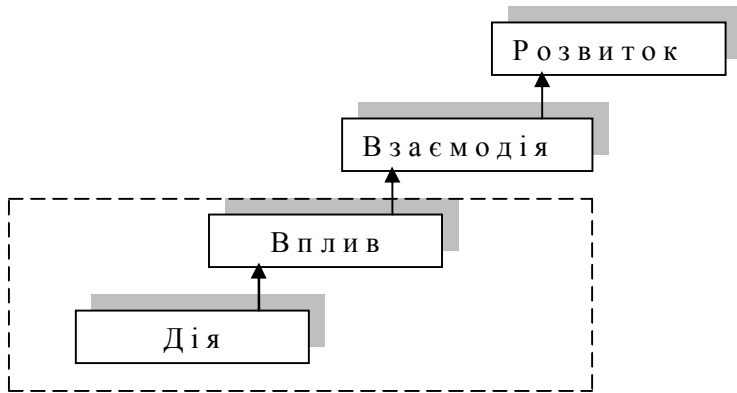 Розвиток
Взаємодія
Вплив
Дія